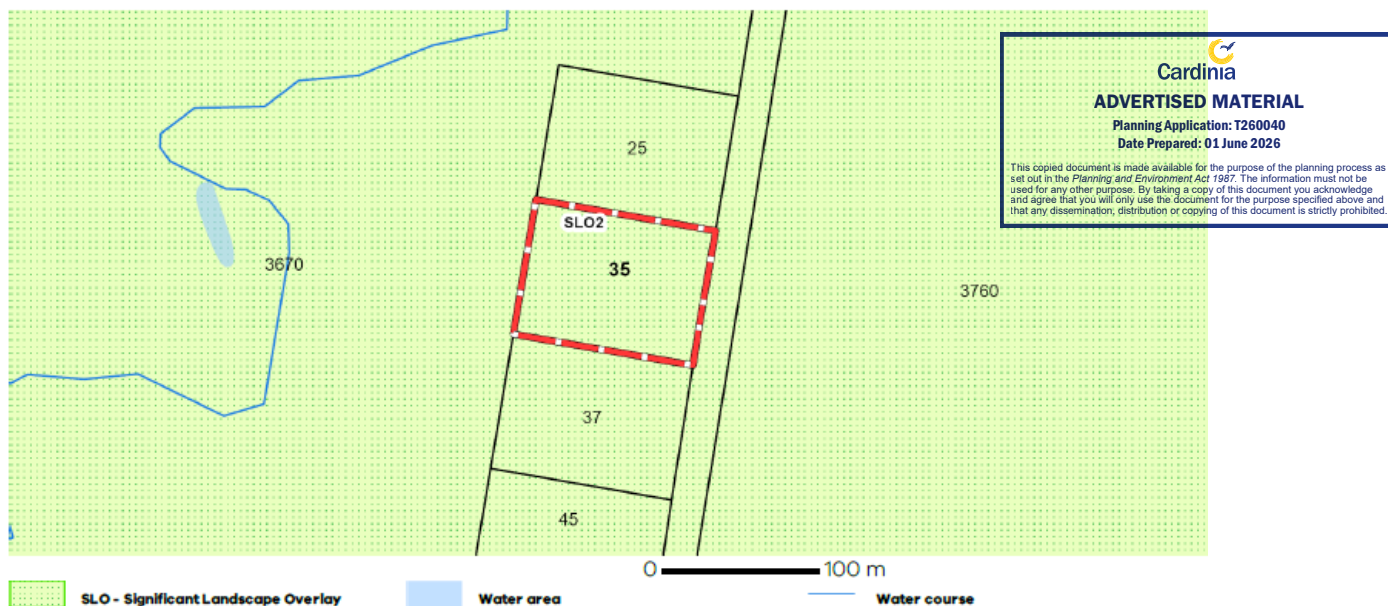 Cardinia
ADVERTISED MATERIAL
Planning Application: T260040
Date Prepared: 01 June 2026
This copied document is made available for the purpose of the planning process as
set out in the Planning and Environment Act 1987. The information must not be
used for any other purpose. By taking a copy of this document you acknowledge
and agree that you will only use the document for the purpose specified above and
that any dissemination, distribution or copying of this document is strictly prohibited.
25
SLO2
35
3670
3760
37
45
0 100 m
SLO - Significant Landscape Overlay Water area Water course